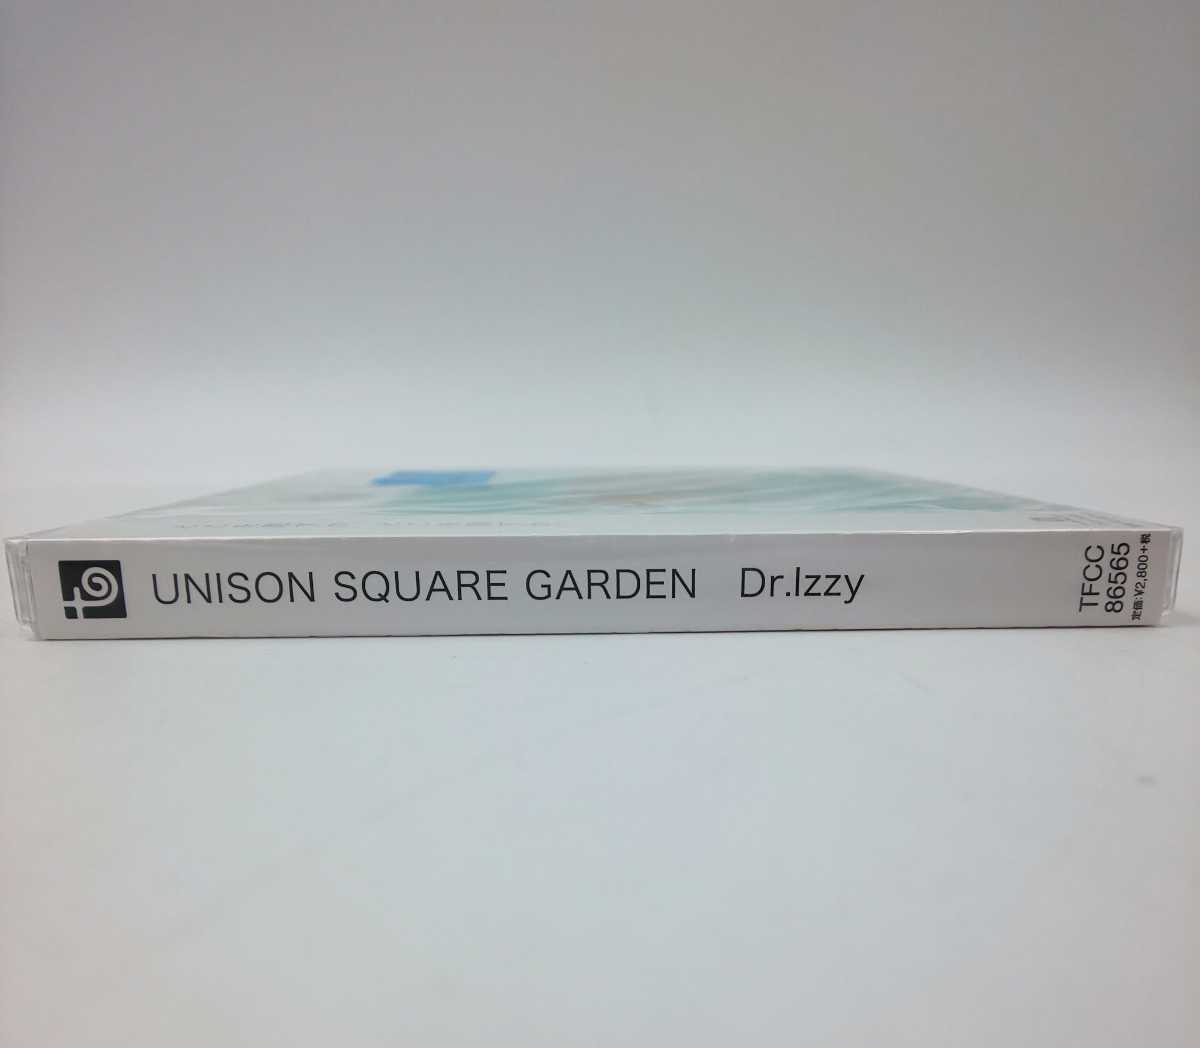 UNISON SQUARE GARDEN Dr.Izzy
TFCC
86565
定価:¥2,800+税